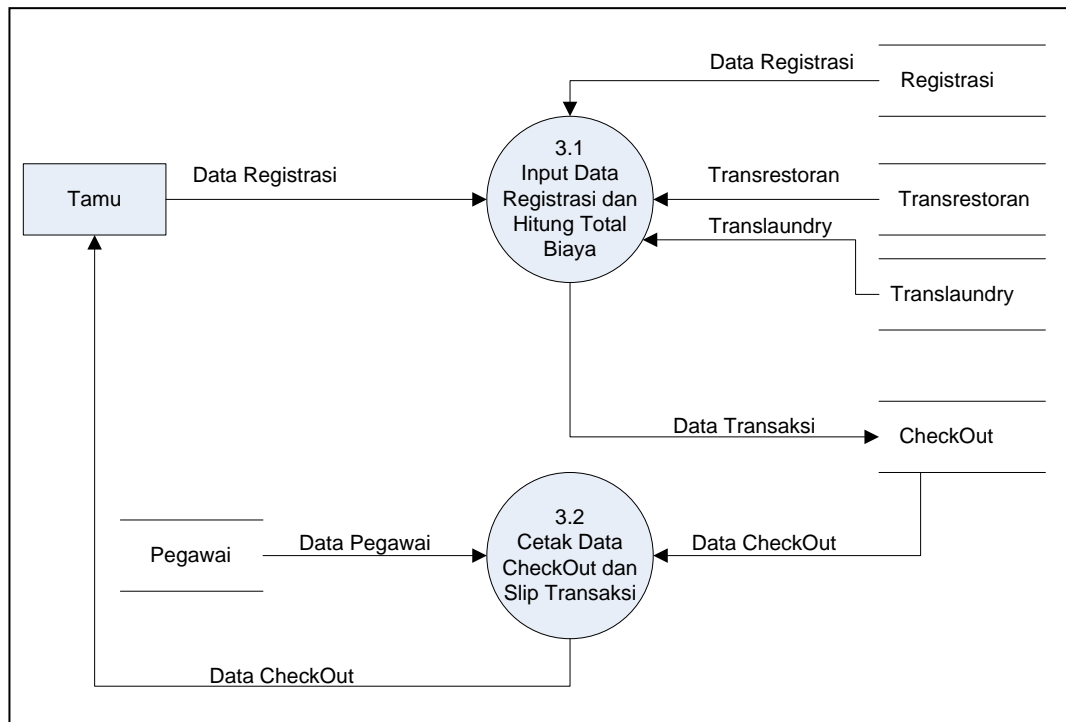 Data Registrasi
Registrasi
3.1
Input Data
Registrasi dan
Hitung Total
Biaya
Tamu
Data Registrasi
Transrestoran
Transrestoran
Translaundry
Translaundry
Data Transaksi
CheckOut
3.2
Cetak Data
CheckOut dan
Slip Transaksi
Pegawai
Data Pegawai
Data CheckOut
Data CheckOut